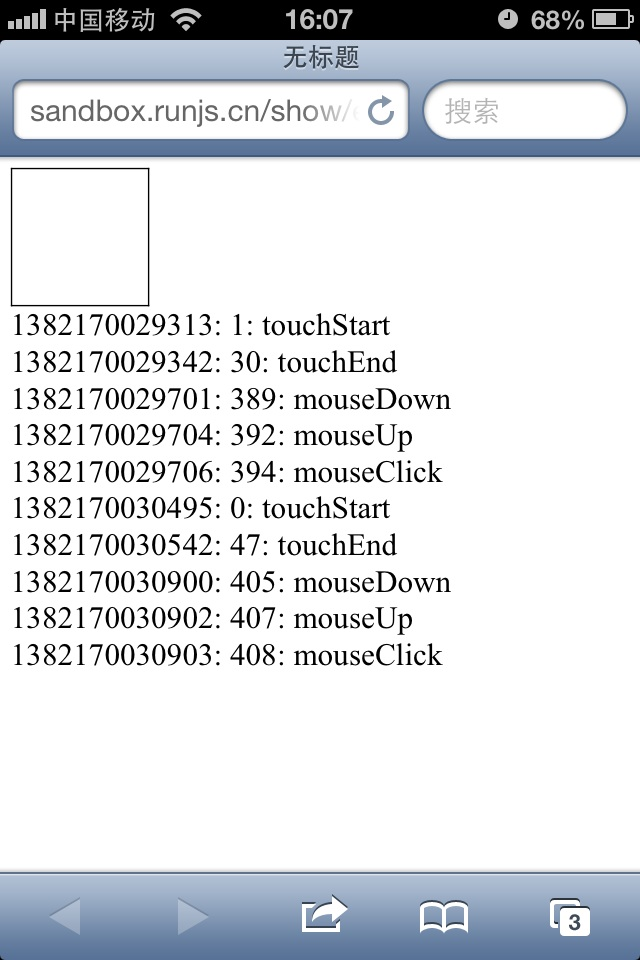 中国移动 16:07 68%
无标题
sandbox.runjs.cn/show/ 搜索
1382170029313: 1: touchStart
1382170029342: 30: touchEnd
1382170029701: 389: mouseDown
1382170029704: 392: mouseUp
1382170029706: 394: mouseClick
1382170030495: 0: touchStart
1382170030542: 47: touchEnd
1382170030900: 405: mouseDown
1382170030902: 407: mouseUp
1382170030903: 408: mouseClick
3